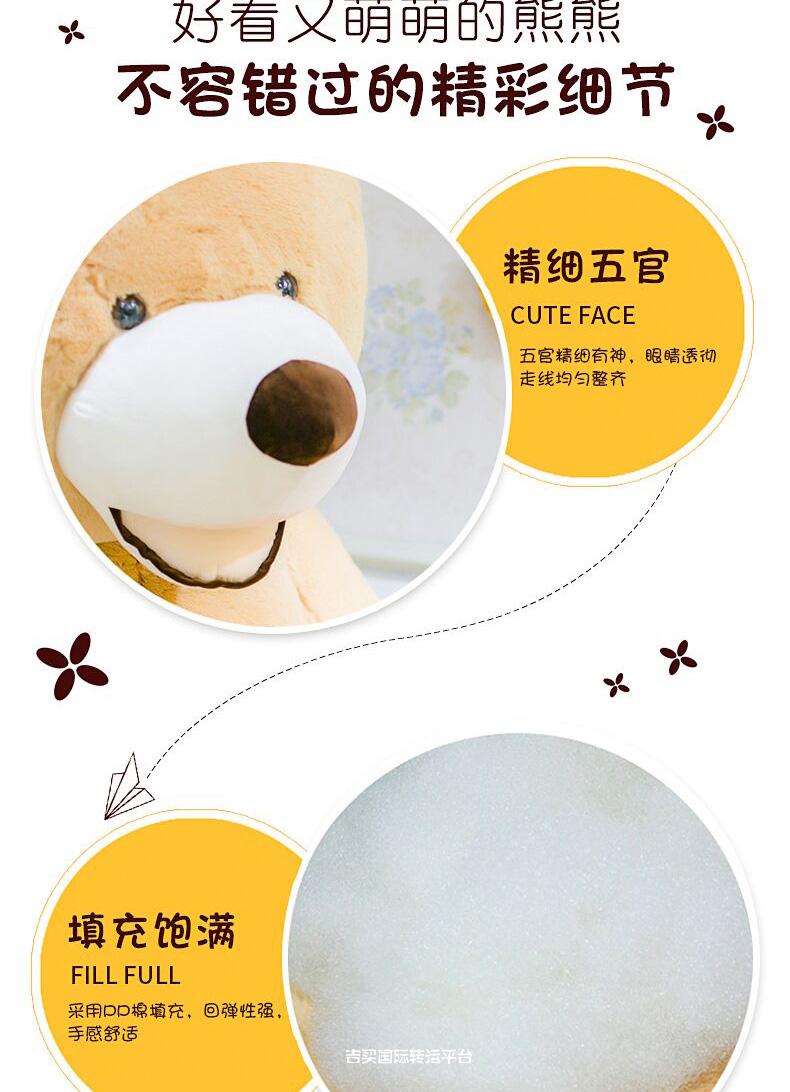 好看又萌萌的熊熊
不容错过的精彩细节
精细五官
CUTE FACE
五官精细有神，眼睛透彻
走线均匀整齐
填充饱满
FILL FULL
采用PP棉填充，回弹性强，
手感舒适
吉买国际转运平台